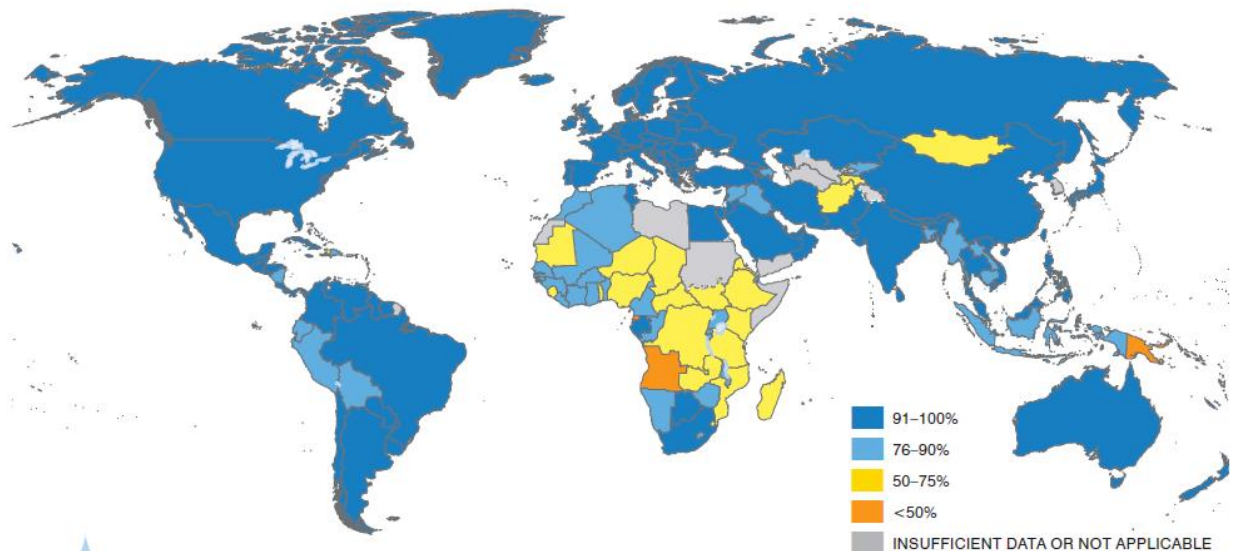 91–100%
76–90%
50–75%
<50%
INSUFFICIENT DATA OR NOT APPLICABLE